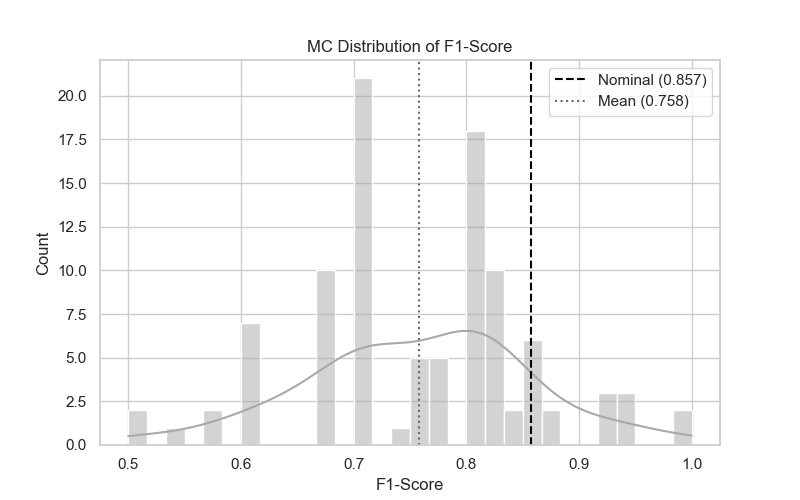 MC Distribution of F1-Score
Nominal (0.857)
Mean (0.758)
20.0
17.5
15.0
12.5
10.0
7.5
5.0
2.5
0.0
Count
0.5 0.6 0.7 0.8 0.9 1.0
F1-Score